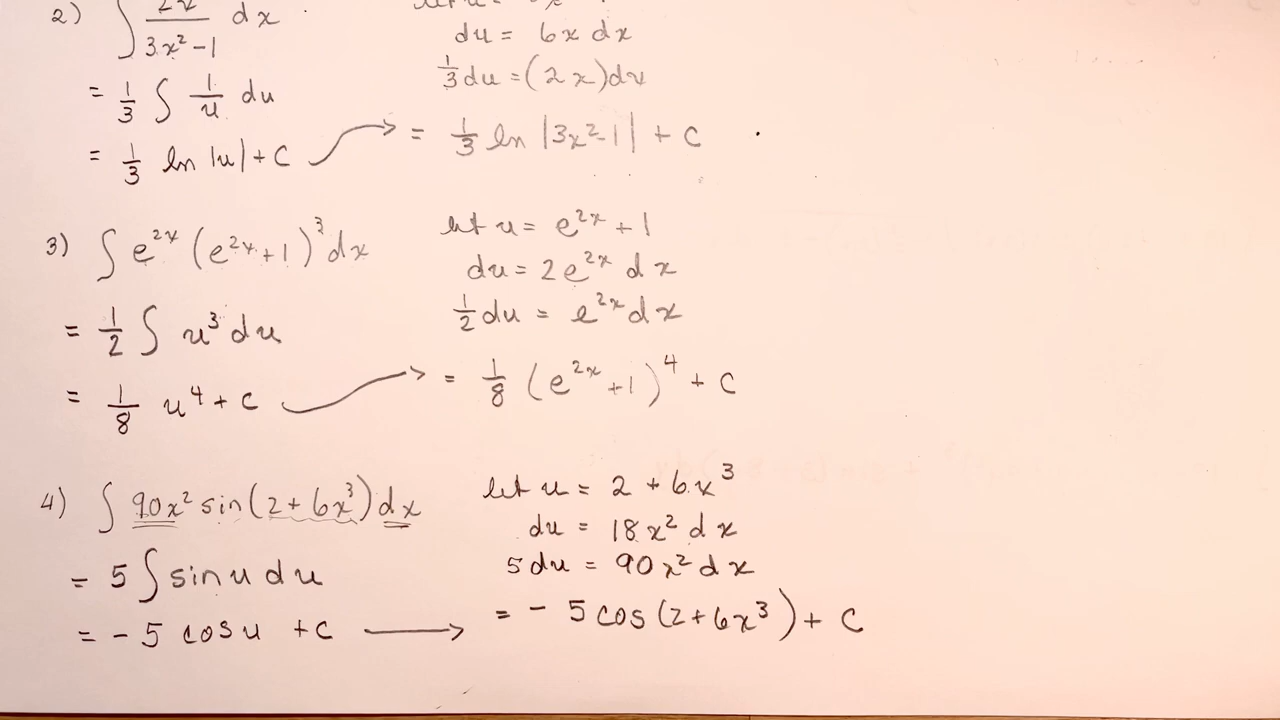 2) ∫ 2x/(3x²-1) dx
du = 6x dx
= 1/3 ∫ 1/u du
1/3 du = (2x)dx
= 1/3 ln |u| + C → = 1/3 ln |3x²-1| + C
3) ∫ e^(2x) (e^(2x)+1)³ dx
let u = e^(2x) + 1
du = 2e^(2x) dx
= 1/2 ∫ u³ du
1/2 du = e^(2x) dx
= 1/8 u⁴ + C → = 1/8 (e^(2x) + 1)⁴ + C
4) ∫ 90x² sin(2+6x³) dx
let u = 2 + 6x³
du = 18x² dx
= 5 ∫ sin u du
5 du = 90x² dx
= - 5 cos u + C → = - 5 cos(2+6x³) + C